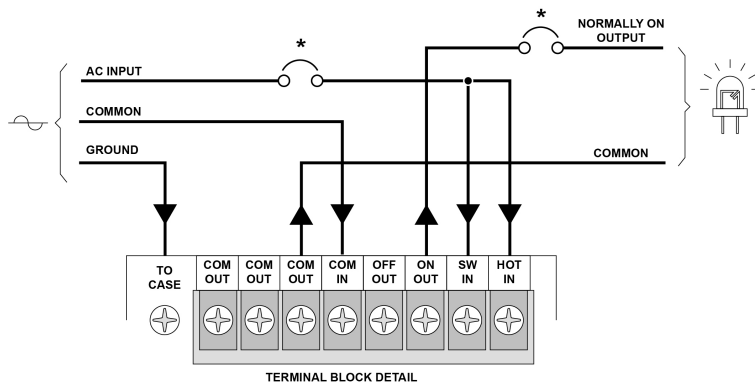 *
NORMALLY ON
OUTPUT
*
AC INPUT
COMMON
GROUND
COMMON
TO
CASE
COM
OUT
COM
OUT
COM
OUT
COM
IN
OFF
OUT
ON
OUT
SW
IN
HOT
IN
TERMINAL BLOCK DETAIL